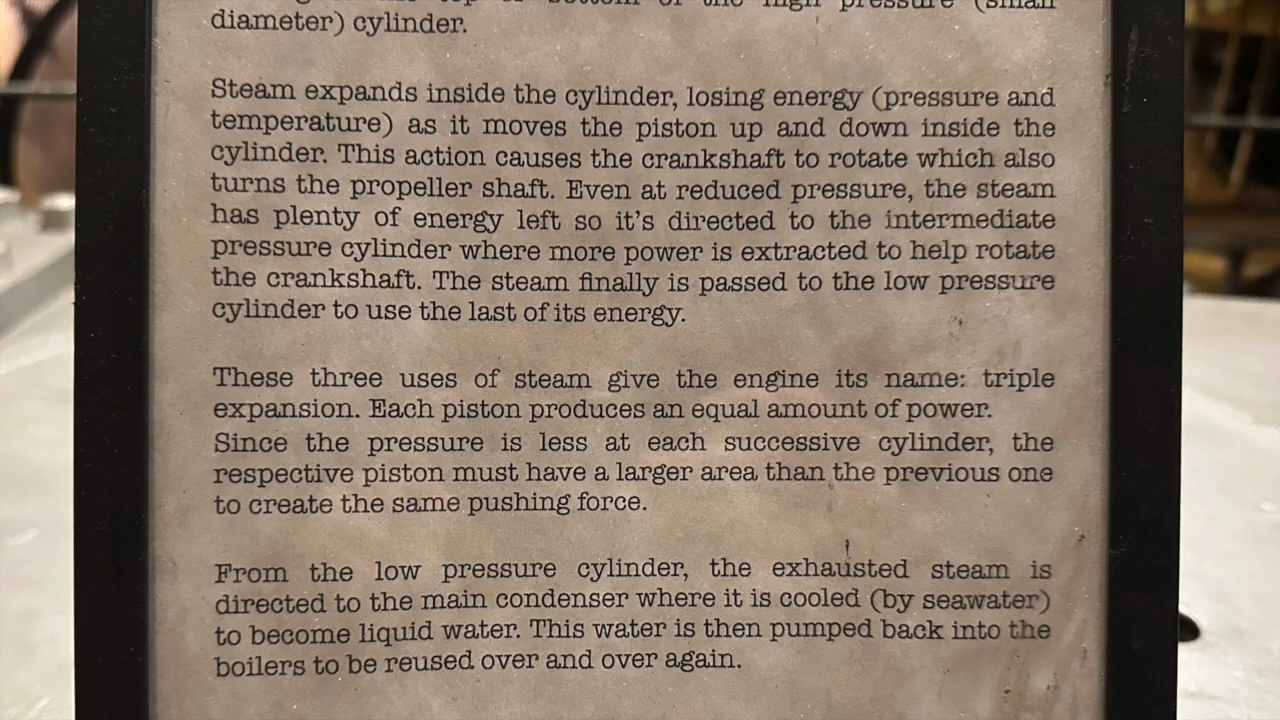 top or bottom of the high pressure (small
diameter) cylinder.
Steam expands inside the cylinder, losing energy (pressure and
temperature) as it moves the piston up and down inside the
cylinder. This action causes the crankshaft to rotate which also
turns the propeller shaft. Even at reduced pressure, the steam
has plenty of energy left so it's directed to the intermediate
pressure cylinder where more power is extracted to help rotate
the crankshaft. The steam finally is passed to the low pressure
cylinder to use the last of its energy.
These three uses of steam give the engine its name: triple
expansion. Each piston produces an equal amount of power.
Since the pressure is less at each successive cylinder, the
respective piston must have a larger area than the previous one
to create the same pushing force.
From the low pressure cylinder, the exhausted steam is
directed to the main condenser where it is cooled (by seawater)
to become liquid water. This water is then pumped back into the
boilers to be reused over and over again.